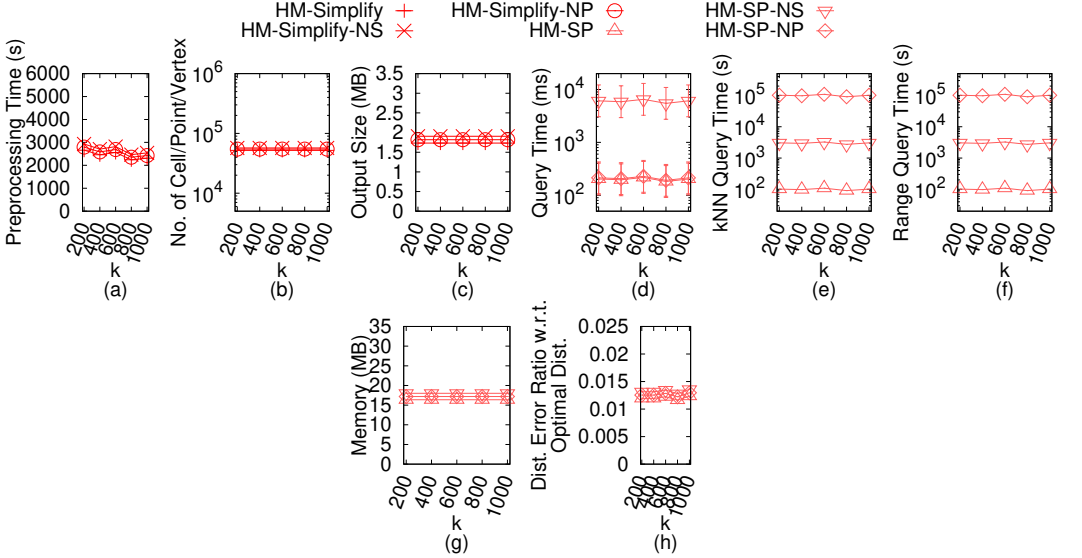 HM-Simplify
HM-Simplify-NS
HM-Simplify-NP
HM-SP
HM-SP-NS
HM-SP-NP
Preprocessing Time (s)
6000
5000
4000
3000
2000
1000
0
200 400 600 800 1000
k
(a)
No. of Cell/Point/Vertex
10^6
10^5
10^4
200 400 600 800 1000
k
(b)
Output Size (MB)
3.5
3
2.5
2
1.5
1
0.5
0
200 400 600 800 1000
k
(c)
Query Time (ms)
10^4
10^3
10^2
200 400 600 800 1000
k
(d)
kNN Query Time (s)
10^5
10^4
10^3
10^2
200 400 600 800 1000
k
(e)
Range Query Time (s)
10^5
10^4
10^3
10^2
200 400 600 800 1000
k
(f)
Memory (MB)
35
30
25
20
15
10
5
0
200 400 600 800 1000
k
(g)
Dist. Error Ratio w.r.t.
Optimal Dist.
0.025
0.02
0.015
0.01
0.005
0
200 400 600 800 1000
k
(h)